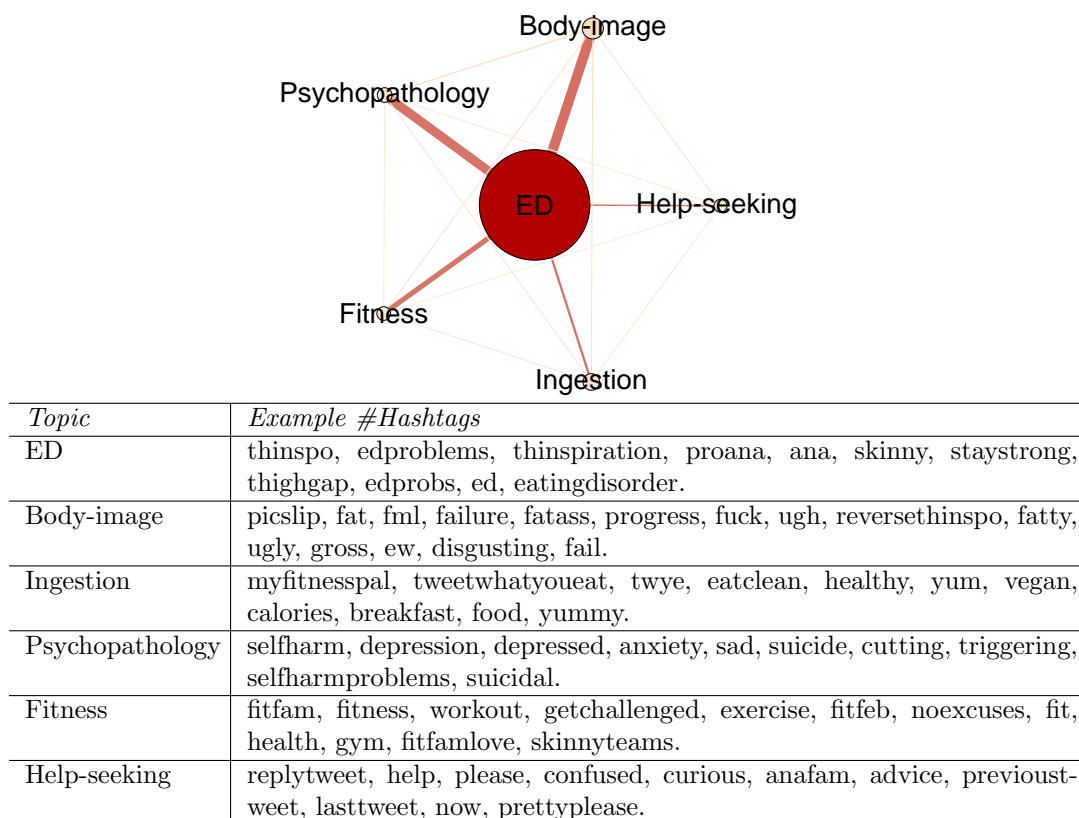 Body-image
Psychopathology
ED
Help-seeking
Fitness
Ingestion
Topic Example #Hashtags
ED thinspo, edproblems, thinspiration, proana, ana, skinny, staystrong,
thighgap, edprobs, ed, eatingdisorder.
Body-image picslip, fat, fml, failure, fatass, progress, fuck, ugh, reversethinspo, fatty,
ugly, gross, ew, disgusting, fail.
Ingestion myfitnesspal, tweetwhatyoueat, twye, eatclean, healthy, yum, vegan,
calories, breakfast, food, yummy.
Psychopathology selfharm, depression, depressed, anxiety, sad, suicide, cutting, triggering,
selfharmproblems, suicidal.
Fitness fitfam, fitness, workout, getchallenged, exercise, fitfeb, noexcuses, fit,
health, gym, fitfamlove, skinnyteams.
Help-seeking replytweet, help, please, confused, curious, anafam, advice, previoust-
weet, lasttweet, now, prettyplease.